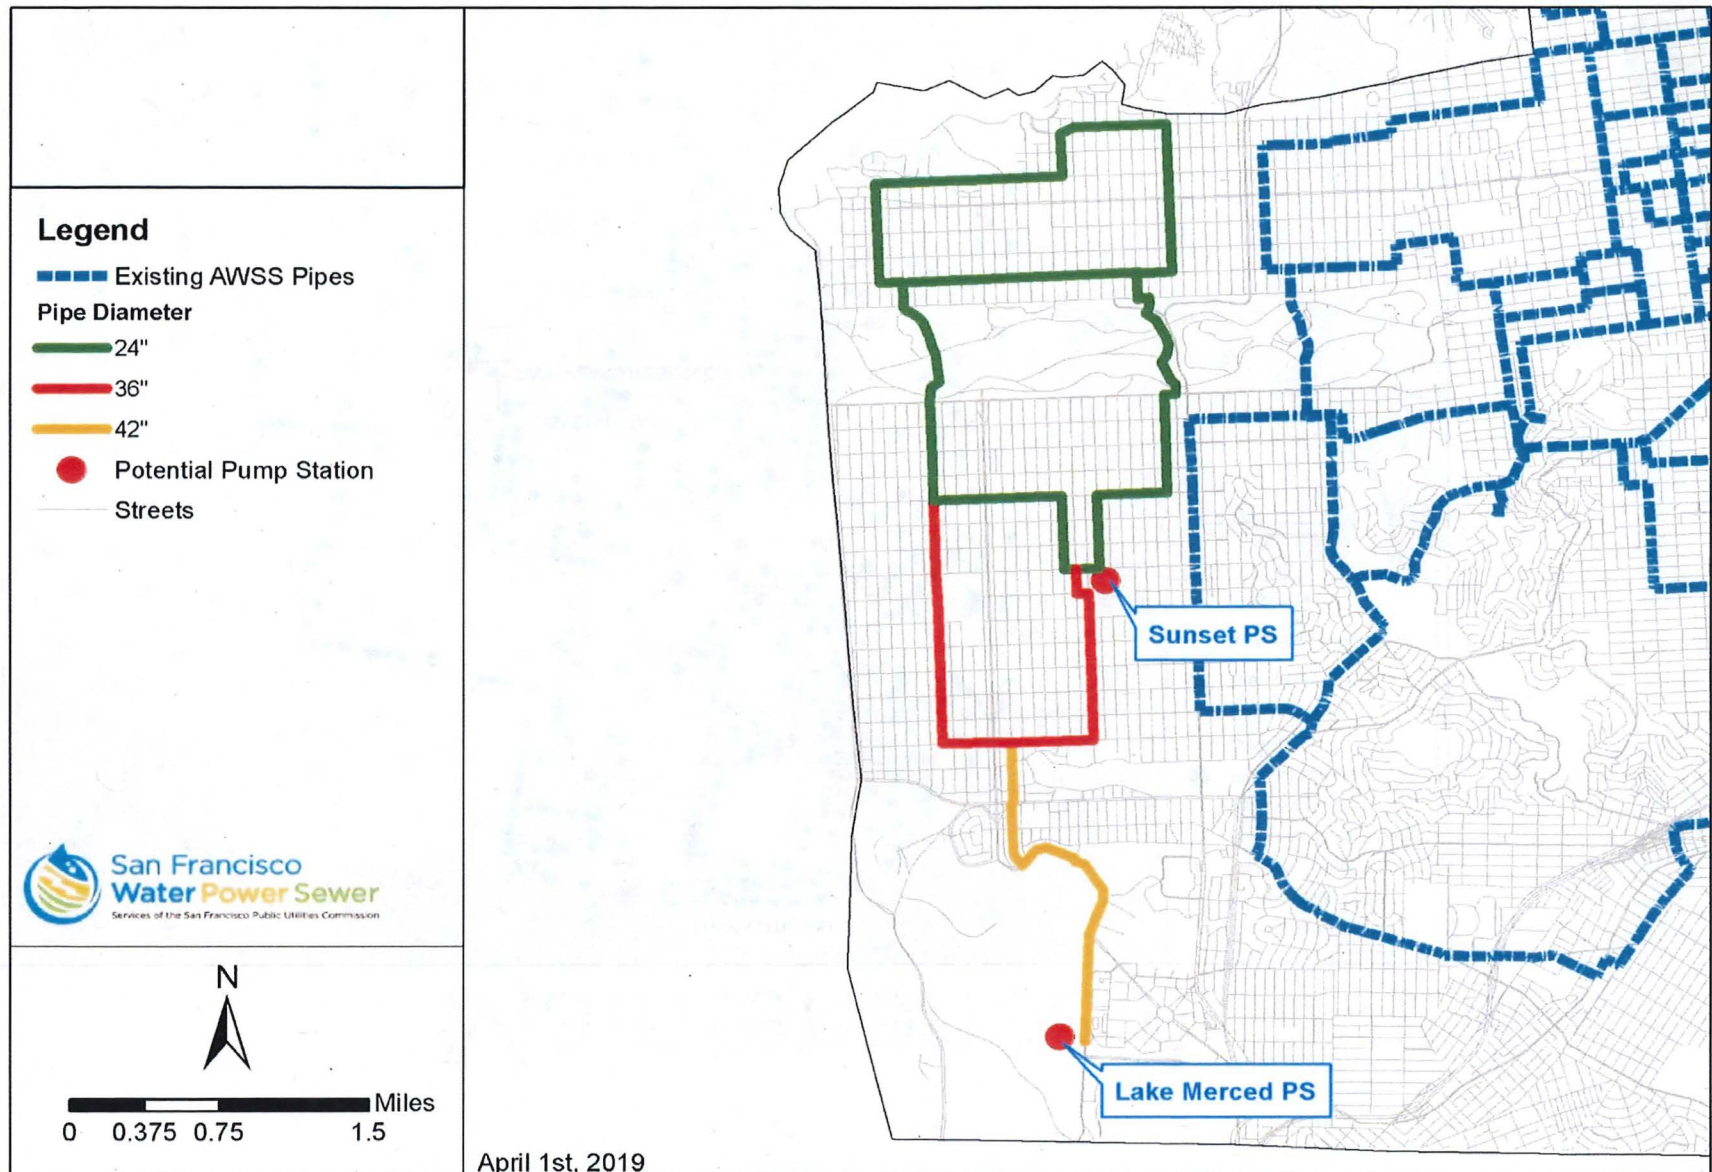 Legend
Existing AWSS Pipes
Pipe Diameter
24"
36"
42"
Potential Pump Station
Streets
San Francisco
Water Power Sewer
Services of the San Francisco Public Utilities Commission
N
Miles
0 0.375 0.75 1.5
April 1st, 2019
Sunset PS
Lake Merced PS